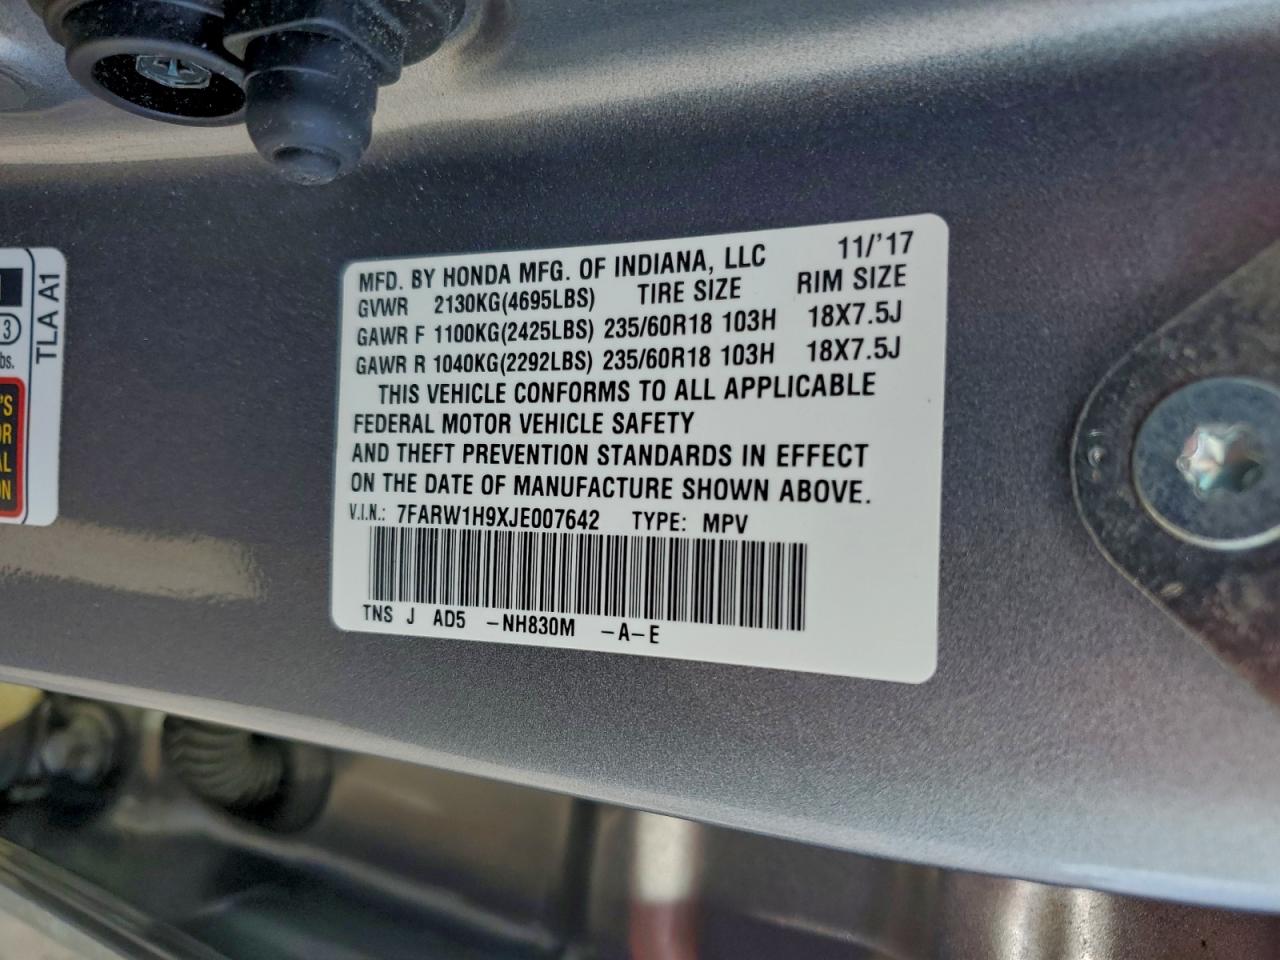 MFD. BY HONDA MFG. OF INDIANA, LLC 11/'17
GVWR 2130KG(4695LBS) TIRE SIZE RIM SIZE
GAWR F 1100KG(2425LBS) 235/60R18 103H 18X7.5J
GAWR R 1040KG(2292LBS) 235/60R18 103H 18X7.5J
THIS VEHICLE CONFORMS TO ALL APPLICABLE
FEDERAL MOTOR VEHICLE SAFETY
AND THEFT PREVENTION STANDARDS IN EFFECT
ON THE DATE OF MANUFACTURE SHOWN ABOVE.
V.I.N.: 7FARW1H9XJE007642 TYPE: MPV
TNS J AD5 -NH830M -A-E
TLA A1
3